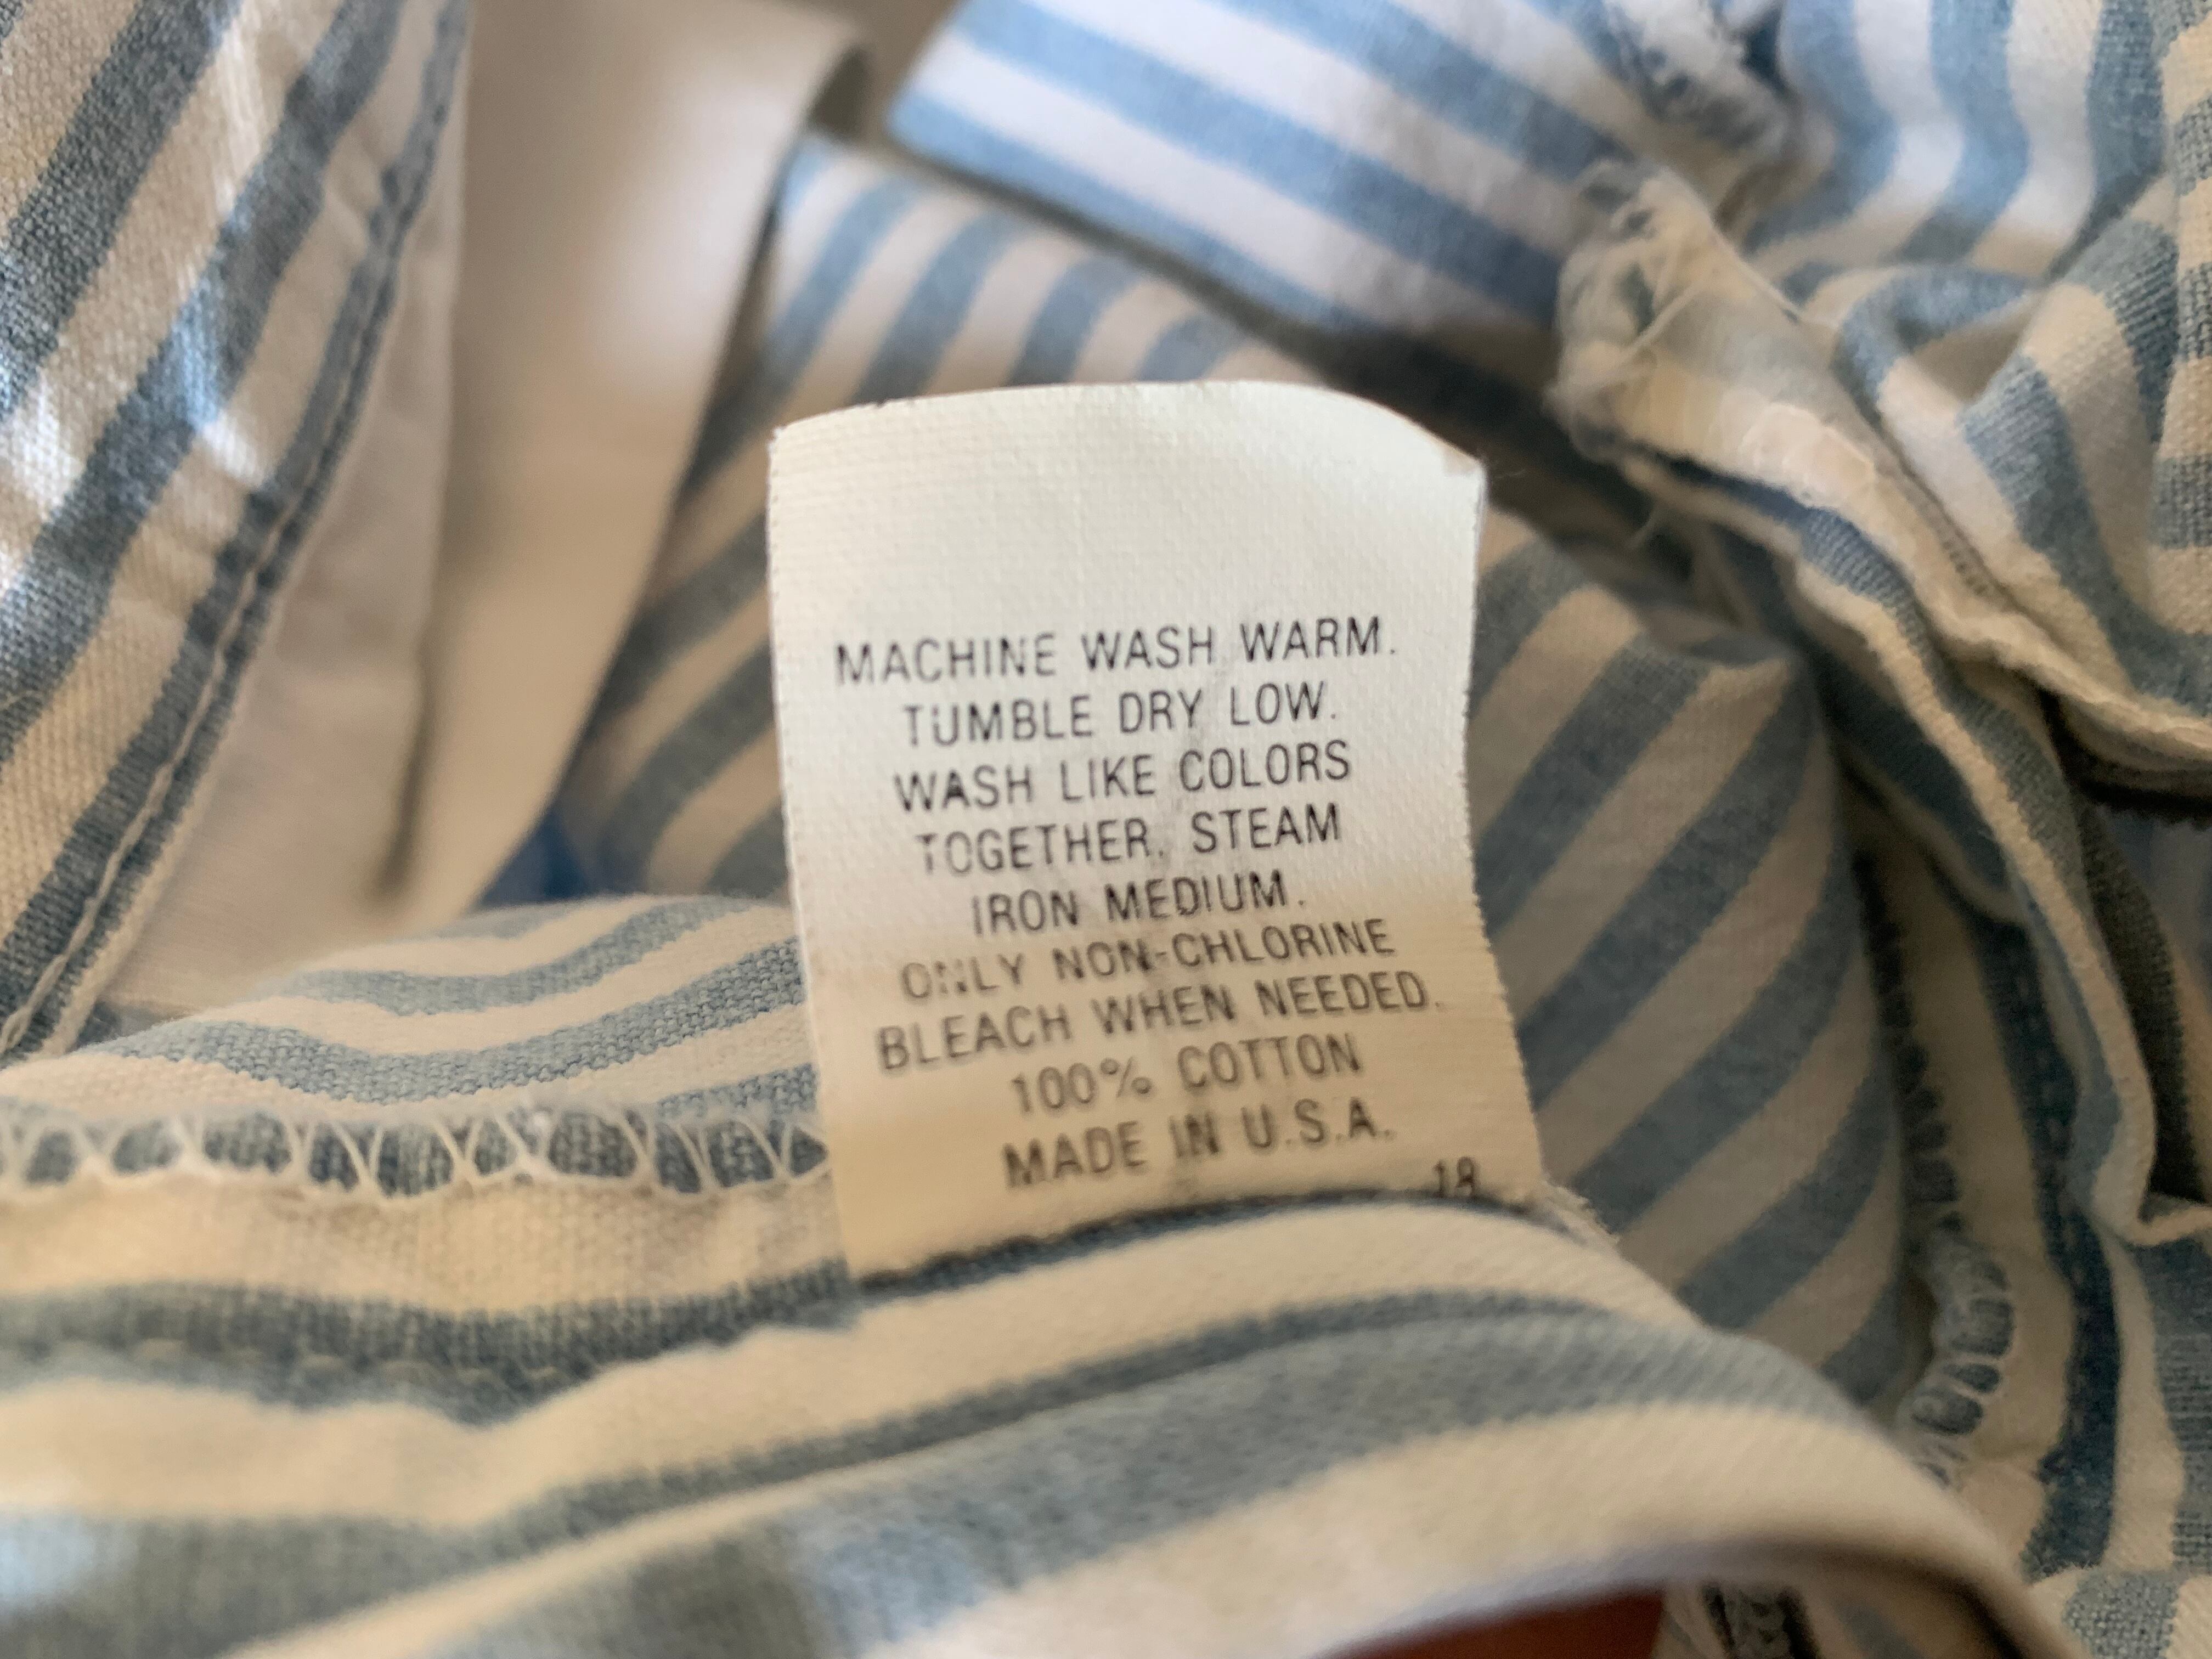 MACHINE WASH WARM.
TUMBLE DRY LOW.
WASH LIKE COLORS
TOGETHER. STEAM
IRON MEDIUM.
ONLY NON-CHLORINE
BLEACH WHEN NEEDED.
100% COTTON
MADE IN U.S.A.
18